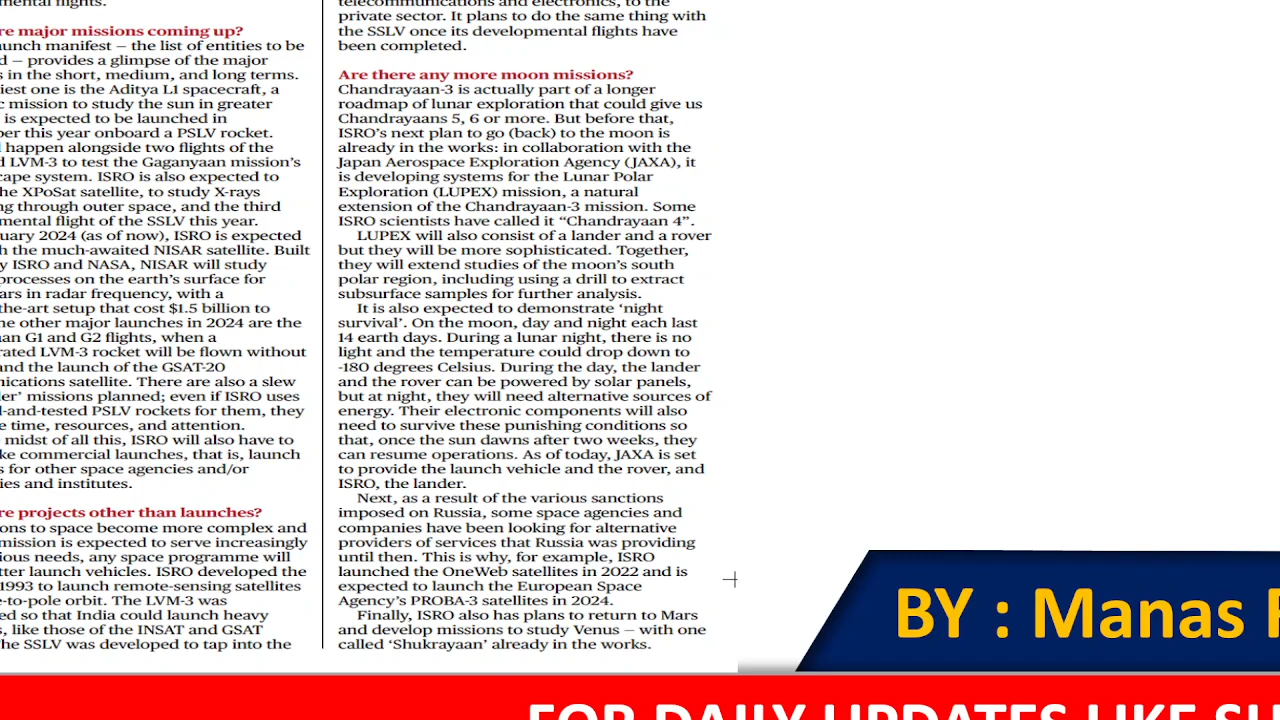 mental flights.
re major missions coming up?
unch manifest – the list of entities to be
d – provides a glimpse of the major
s in the short, medium, and long terms.
iest one is the Aditya L1 spacecraft, a
c mission to study the sun in greater
is expected to be launched in
er this year onboard a PSLV rocket.
happen alongside two flights of the
d LVM-3 to test the Gaganyaan mission's
cape system. ISRO is also expected to
he XPoSat satellite, to study X-rays
ng through outer space, and the third
mental flight of the SSLV this year.
uary 2024 (as of now), ISRO is expected
h the much-awaited NISAR satellite. Built
y ISRO and NASA, NISAR will study
processes on the earth's surface for
ars in radar frequency, with a
the-art setup that cost $1.5 billion to
he other major launches in 2024 are the
an G1 and G2 flights, when a
rated LVM-3 rocket will be flown without
and the launch of the GSAT-20
nications satellite. There are also a slew
er' missions planned; even if ISRO uses
l-and-tested PSLV rockets for them, they
e time, resources, and attention.
midst of all this, ISRO will also have to
ke commercial launches, that is, launch
s for other space agencies and/or
ies and institutes.
re projects other than launches?
ons to space become more complex and
mission is expected to serve increasingly
ious needs, any space programme will
tter launch vehicles. ISRO developed the
1993 to launch remote-sensing satellites
e-to-pole orbit. The LVM-3 was
ed so that India could launch heavy
s, like those of the INSAT and GSAT
he SSLV was developed to tap into the
telecommunications and electronics, to the
private sector. It plans to do the same thing with
the SSLV once its developmental flights have
been completed.
Are there any more moon missions?
Chandrayaan-3 is actually part of a longer
roadmap of lunar exploration that could give us
Chandrayaans 5, 6 or more. But before that,
ISRO's next plan to go (back) to the moon is
already in the works: in collaboration with the
Japan Aerospace Exploration Agency (JAXA), it
is developing systems for the Lunar Polar
Exploration (LUPEX) mission, a natural
extension of the Chandrayaan-3 mission. Some
ISRO scientists have called it “Chandrayaan 4”.
LUPEX will also consist of a lander and a rover
but they will be more sophisticated. Together,
they will extend studies of the moon's south
polar region, including using a drill to extract
subsurface samples for further analysis.
It is also expected to demonstrate ‘night
survival’. On the moon, day and night each last
14 earth days. During a lunar night, there is no
light and the temperature could drop down to
-180 degrees Celsius. During the day, the lander
and the rover can be powered by solar panels,
but at night, they will need alternative sources of
energy. Their electronic components will also
need to survive these punishing conditions so
that, once the sun dawns after two weeks, they
can resume operations. As of today, JAXA is set
to provide the launch vehicle and the rover, and
ISRO, the lander.
Next, as a result of the various sanctions
imposed on Russia, some space agencies and
companies have been looking for alternative
providers of services that Russia was providing
until then. This is why, for example, ISRO
launched the OneWeb satellites in 2022 and is
expected to launch the European Space
Agency's PROBA-3 satellites in 2024.
Finally, ISRO also has plans to return to Mars
and develop missions to study Venus – with one
called ‘Shukrayaan’ already in the works.
BY : Manas
FOR DAILY UPDATES LIKE